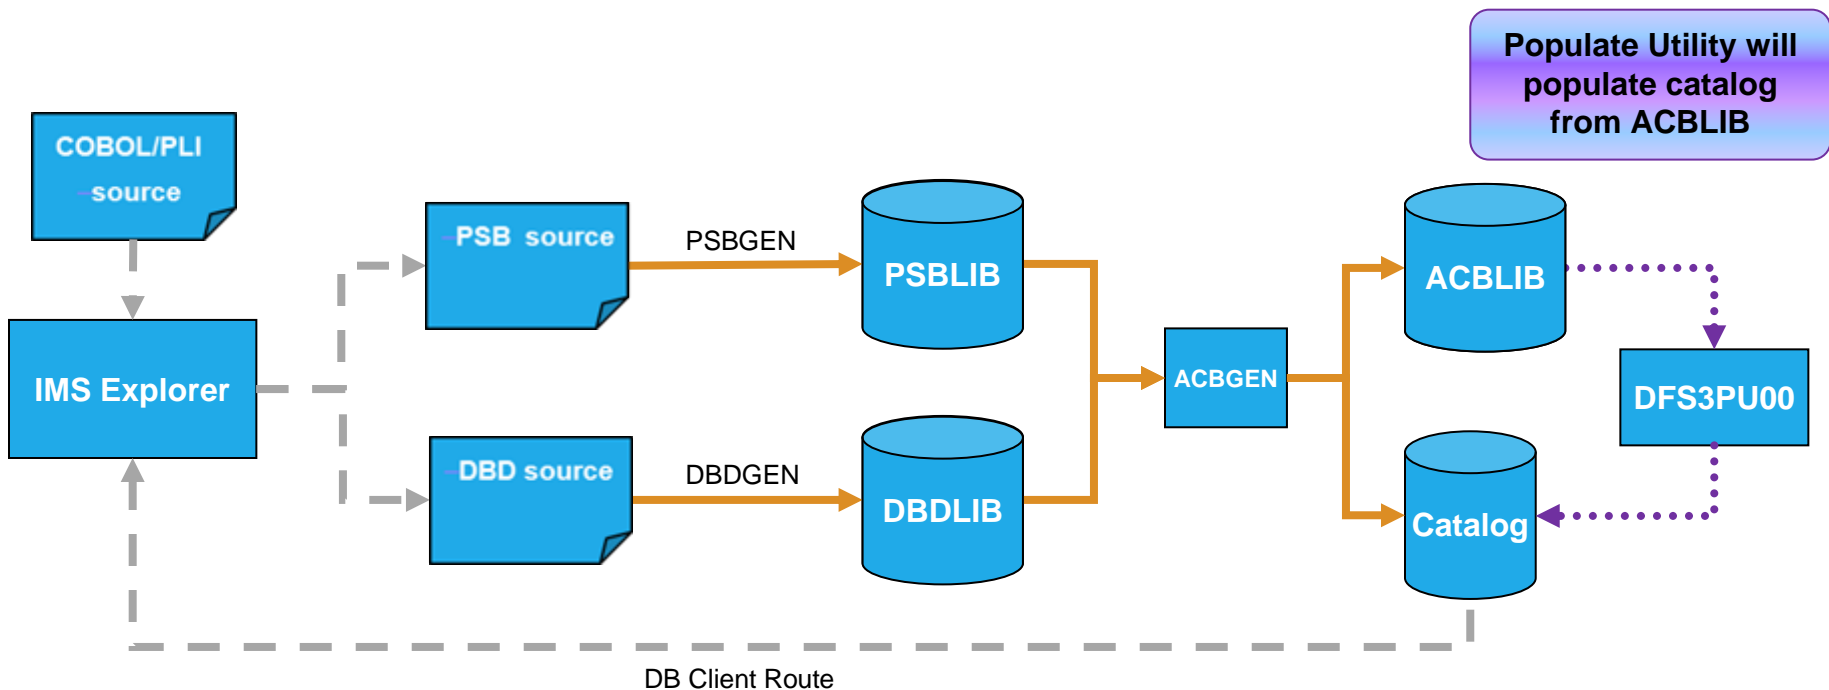 Populate Utility will
populate catalog
from ACBLIB
COBOL/PLI
–source
–PSB source
PSBGEN
PSBLIB
ACBLIB
IMS Explorer
ACBGEN
DFS3PU00
–DBD source
DBDGEN
DBDLIB
Catalog
DB Client Route